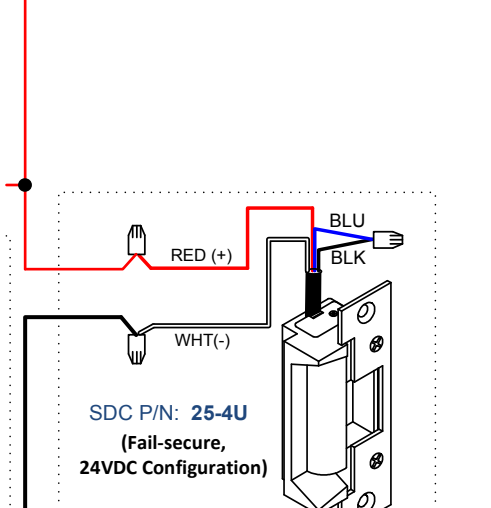 BLU
RED (+)
BLK
WHT(-)
SDC P/N: 25-4U
(Fail-secure,
24VDC Configuration)